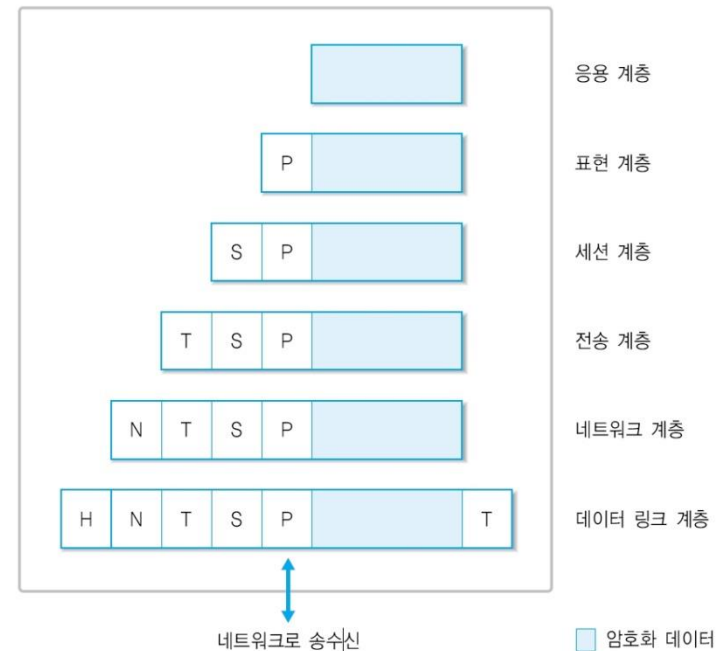 응용 계층
P
표현 계층
S P
세션 계층
T S P
전송 계층
N T S P
네트워크 계층
H N T S P T
데이터 링크 계층
네트워크로 송수신
암호화 데이터